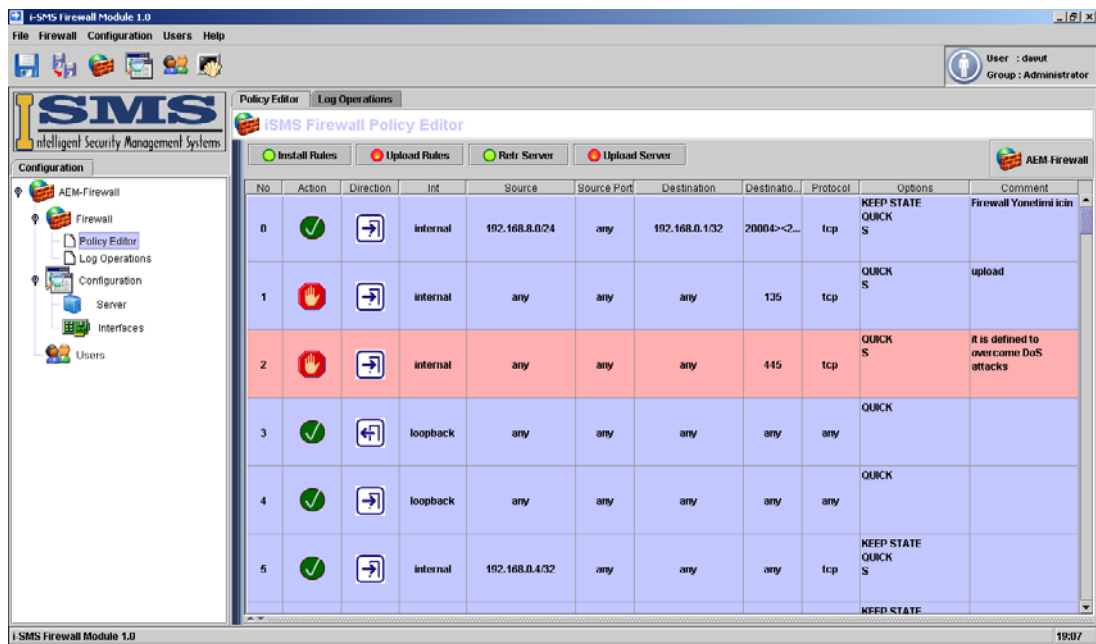 i-SMS Firewall Module 1.0
File Firewall Configuration Users Help
User : davut
Group : Administrator
ISMS
ntelligent Security Management Systems
Configuration
AEM-Firewall
Firewall
Policy Editor
Log Operations
Configuration
Server
Interfaces
Users
Policy Editor Log Operations
iSMS Firewall Policy Editor
Install Rules Upload Rules Retr Server Upload Server
AEM-Firewall
No Action Direction Int Source Source Port Destination Destinatio... Protocol Options Comment
0 internal 192.168.8.0/24 any 192.168.0.1/32 20004><2... tcp
KEEP STATE
QUICK
S
Firewall Yonetimi icin
1 internal any any any 135 tcp
QUICK
S
upload
2 internal any any any 445 tcp
QUICK
S
it is defined to
overcome DoS
attacks
3 loopback any any any any any
QUICK
4 loopback any any any any any
QUICK
5 internal 192.168.0.4/32 any any any tcp
KEEP STATE
QUICK
S
KEEP STATE
i-SMS Firewall Module 1.0
19:07